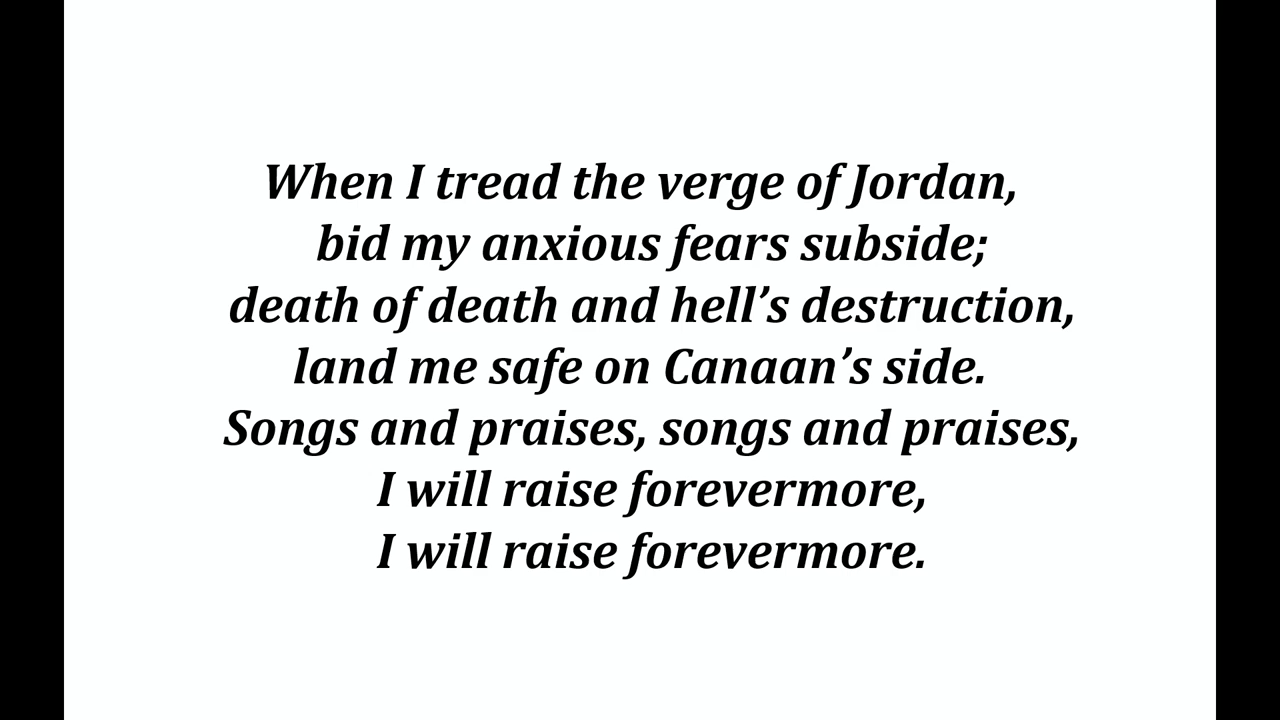 When I tread the verge of Jordan,
bid my anxious fears subside;
death of death and hell’s destruction,
land me safe on Canaan’s side.
Songs and praises, songs and praises,
I will raise forevermore,
I will raise forevermore.